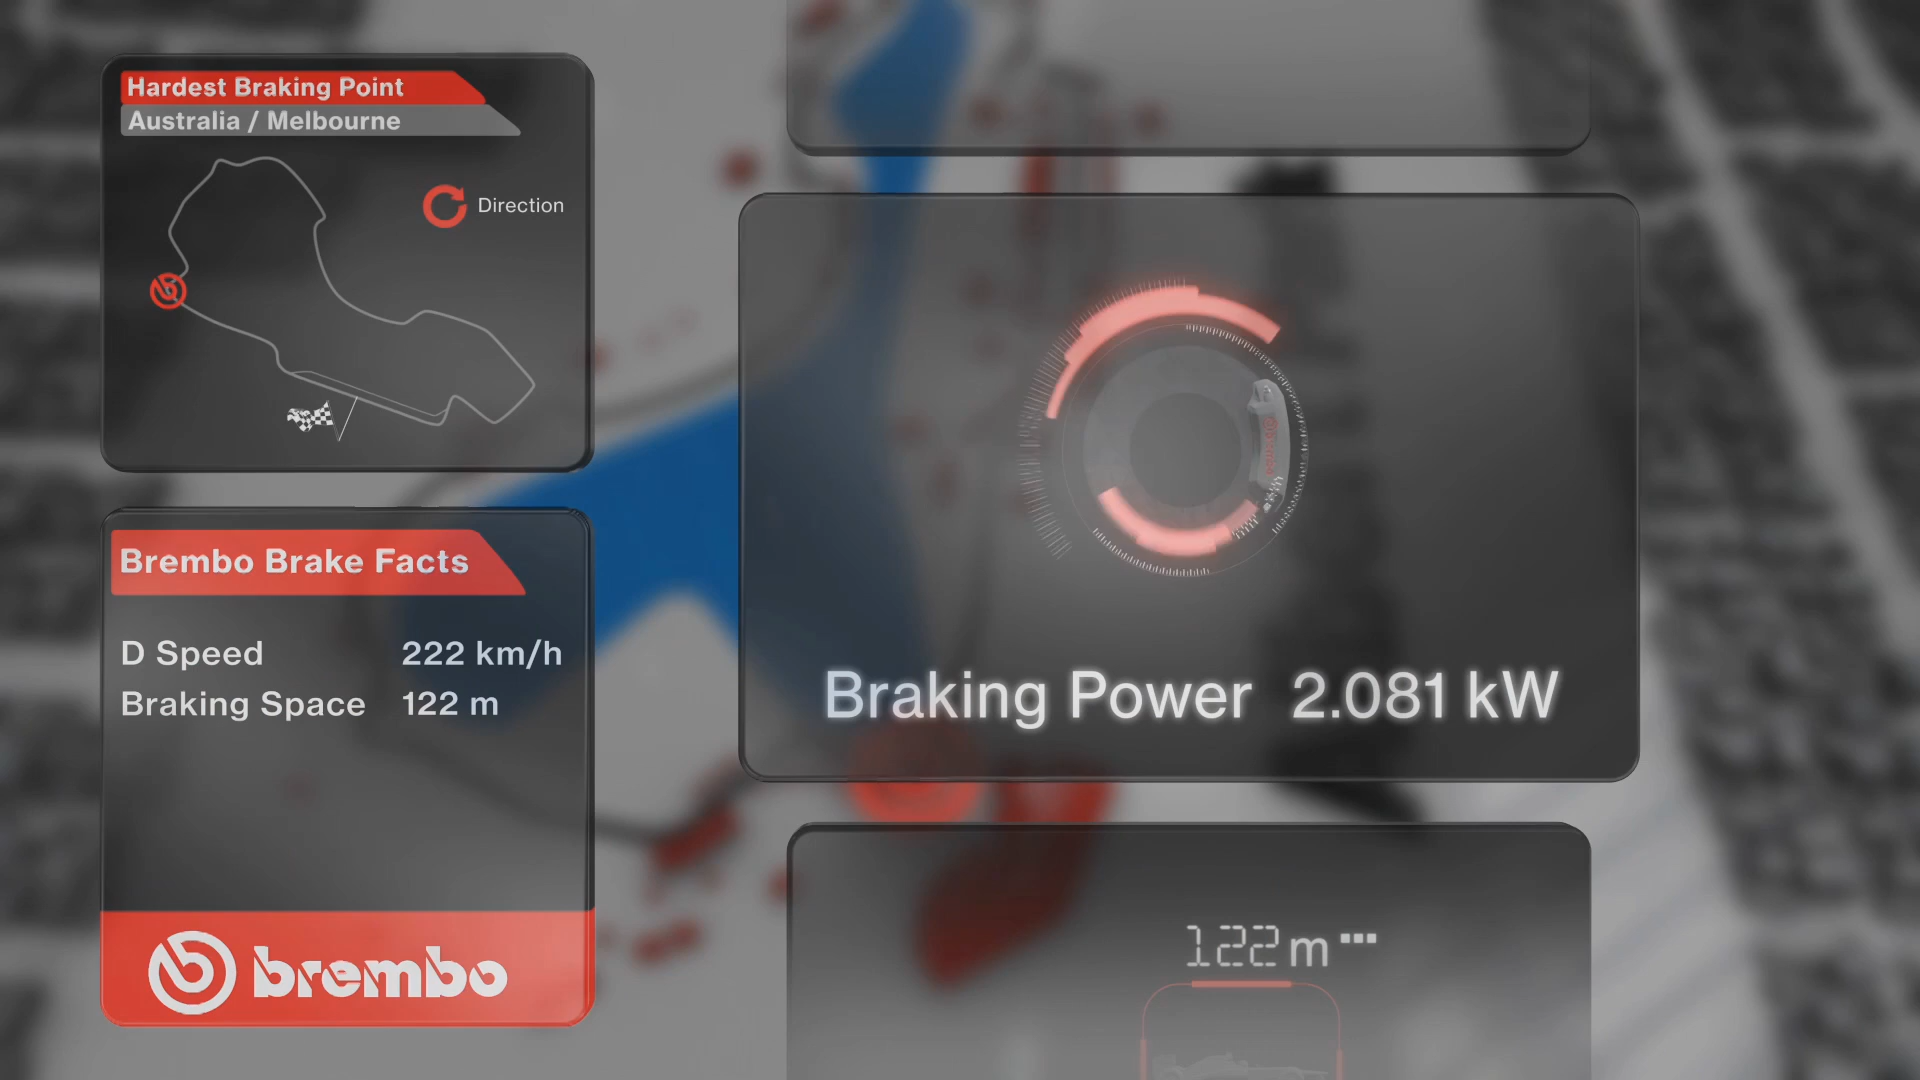 Hardest Braking Point
Australia / Melbourne
Direction
Brembo Brake Facts
D Speed 222 km/h
Braking Space 122 m
brembo
Braking Power 2.081 kW
122 m